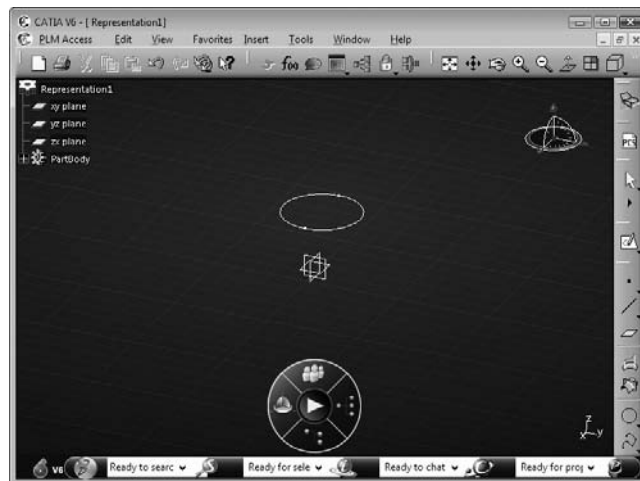 CATIA V6 - [ Representation1]
PLM Access Edit View Favorites Insert Tools Window Help
f(x)
Representation1
xy plane
yz plane
zx plane
PartBody
z
x y
V6 Ready to searc Ready for sele Ready to chat Ready for proj